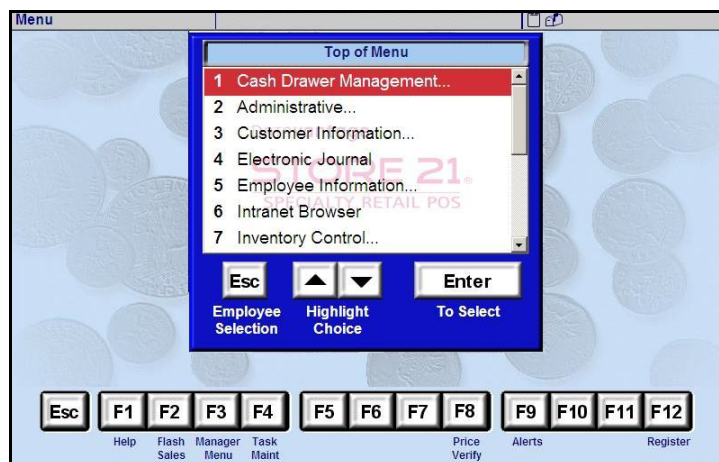 Menu
Top of Menu
1 Cash Drawer Management...
2 Administrative...
3 Customer Information...
4 Electronic Journal
STORE 21
5 Employee Information...
SPECIALTY RETAIL POS
6 Intranet Browser
7 Inventory Control...
Esc
Enter
Employee Selection
Highlight Choice
To Select
Esc F1 F2 F3 F4 F5 F6 F7 F8 F9 F10 F11 F12
Help
Flash Sales
Manager Menu
Task Maint
Price Verify
Alerts
Register